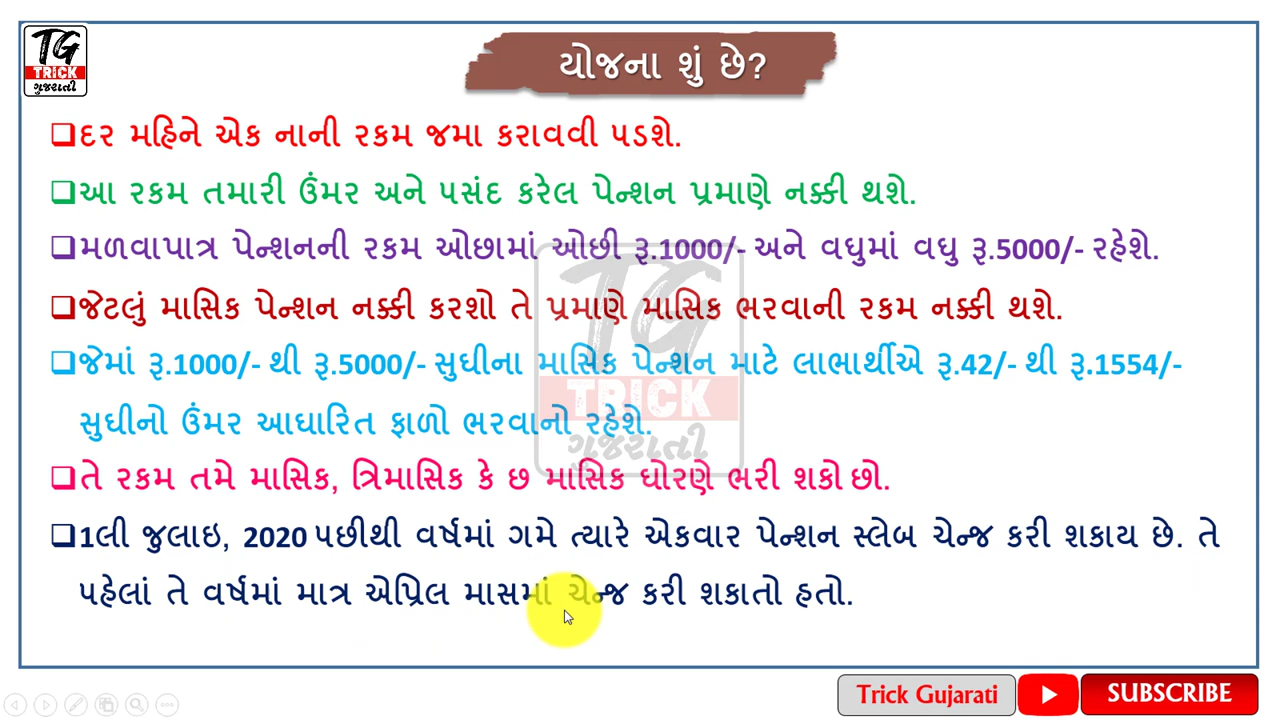 TG
TRICK
ગુજરાતી
યોજના શું છે?
❑દર મહિને એક નાની રકમ જમા કરાવવી પડશે.
❑આ રકમ તમારી ઉંમર અને પસંદ કરેલ પેન્શન પ્રમાણે નક્કી થશે.
❑મળવાપાત્ર પેન્શનની રકમ ઓછામાં ઓછી રૂ.1000/- અને વધુમાં વધુ રૂ.5000/- રહેશે.
❑જેટલું માસિક પેન્શન નક્કી કરશો તે પ્રમાણે માસિક ભરવાની રકમ નક્કી થશે.
❑જેમાં રૂ.1000/- થી રૂ.5000/- સુધીના માસિક પેન્શન માટે લાભાર્થીએ રૂ.42/- થી રૂ.1554/-
સુધીનો ઉંમર આધારિત ફાળો ભરવાનો રહેશે.
❑તે રકમ તમે માસિક, ત્રિમાસિક કે છ માસિક ધોરણે ભરી શકો છો.
❑1લી જુલાઇ, 2020 પછીથી વર્ષમાં ગમે ત્યારે એકવાર પેન્શન સ્લેબ ચેન્જ કરી શકાય છે. તે
પહેલાં તે વર્ષમાં માત્ર એપ્રિલ માસમાં ચેન્જ કરી શકાતો હતો.
TG
TRICK
ગુજરાતી
Trick Gujarati
SUBSCRIBE